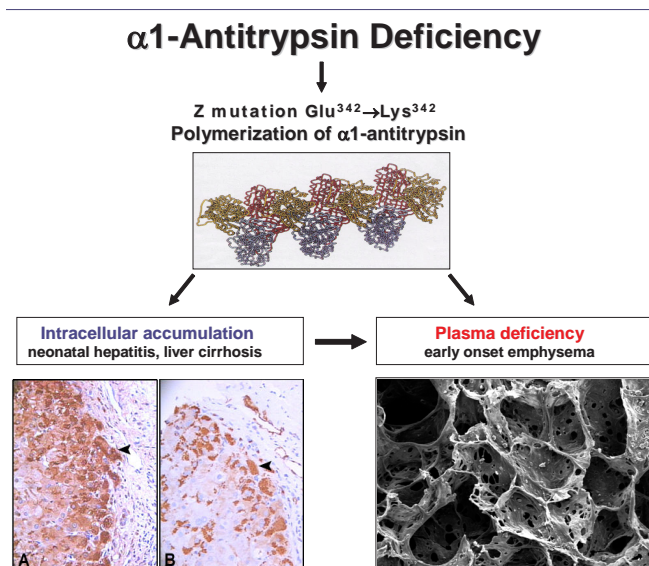 α1-Antitrypsin Deficiency
Z mutation Glu³⁴²→Lys³⁴²
Polymerization of α1-antitrypsin
Intracellular accumulation
neonatal hepatitis, liver cirrhosis
Plasma deficiency
early onset emphysema
A
B